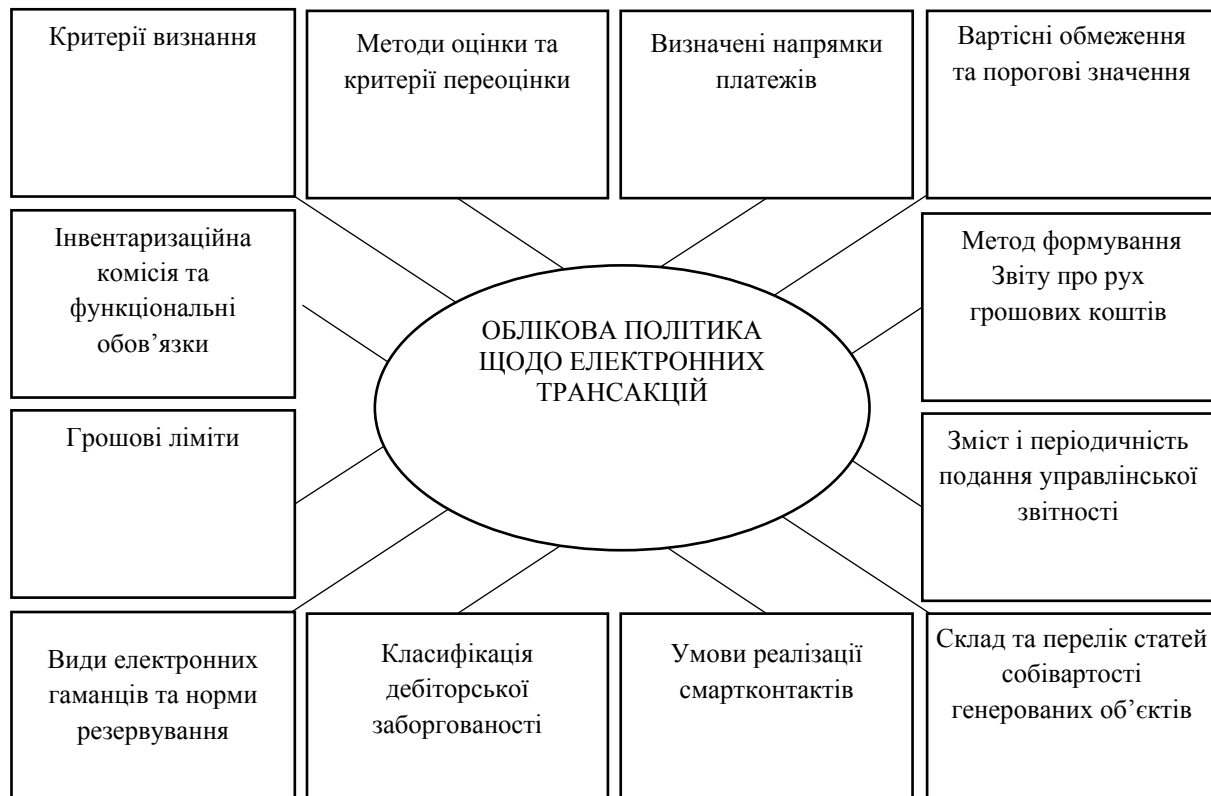 Критерії визнання
Методи оцінки та
критерії переоцінки
Визначені напрямки
платежів
Вартісні обмеження
та порогові значення
Інвентаризаційна
комісія та
функціональні
обов’язки
ОБЛІКОВА ПОЛІТИКА
ЩОДО ЕЛЕКТРОННИХ
ТРАНСАКЦІЙ
Метод формування
Звіту про рух
грошових коштів
Грошові ліміти
Зміст і періодичність
подання управлінської
звітності
Види електронних
гаманців та норми
резервування
Класифікація
дебіторської
заборгованості
Умови реалізації
смартконтактів
Склад та перелік статей
собівартості
генерованих об’єктів